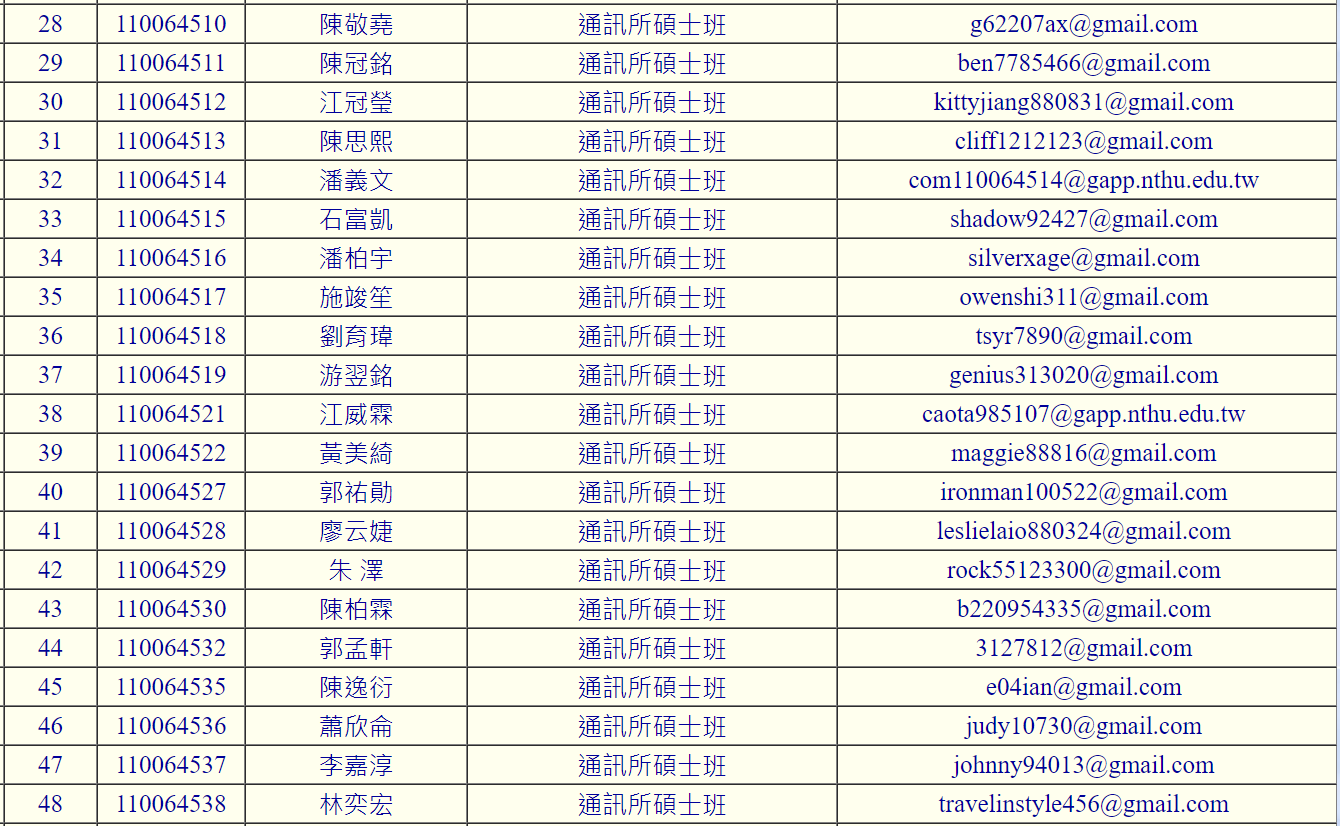 28 110064510 陳敬堯 通訊所碩士班 g62207ax@gmail.com
29 110064511 陳冠銘 通訊所碩士班 ben7785466@gmail.com
30 110064512 江冠瑩 通訊所碩士班 kittyjiang880831@gmail.com
31 110064513 陳思熙 通訊所碩士班 cliff1212123@gmail.com
32 110064514 潘義文 通訊所碩士班 com110064514@gapp.nthu.edu.tw
33 110064515 石富凱 通訊所碩士班 shadow92427@gmail.com
34 110064516 潘柏宇 通訊所碩士班 silverxage@gmail.com
35 110064517 施竣笙 通訊所碩士班 owenshi311@gmail.com
36 110064518 劉育瑋 通訊所碩士班 tsyr7890@gmail.com
37 110064519 游翌銘 通訊所碩士班 genius313020@gmail.com
38 110064521 江威霖 通訊所碩士班 caota985107@gapp.nthu.edu.tw
39 110064522 黃美綺 通訊所碩士班 maggie88816@gmail.com
40 110064527 郭祐勛 通訊所碩士班 ironman100522@gmail.com
41 110064528 廖云婕 通訊所碩士班 leslielaio880324@gmail.com
42 110064529 朱 澤 通訊所碩士班 rock55123300@gmail.com
43 110064530 陳柏霖 通訊所碩士班 b220954335@gmail.com
44 110064532 郭孟軒 通訊所碩士班 3127812@gmail.com
45 110064535 陳逸衍 通訊所碩士班 e04ian@gmail.com
46 110064536 蕭欣侖 通訊所碩士班 judy10730@gmail.com
47 110064537 李嘉淳 通訊所碩士班 johnny94013@gmail.com
48 110064538 林奕宏 通訊所碩士班 travelinstyle456@gmail.com